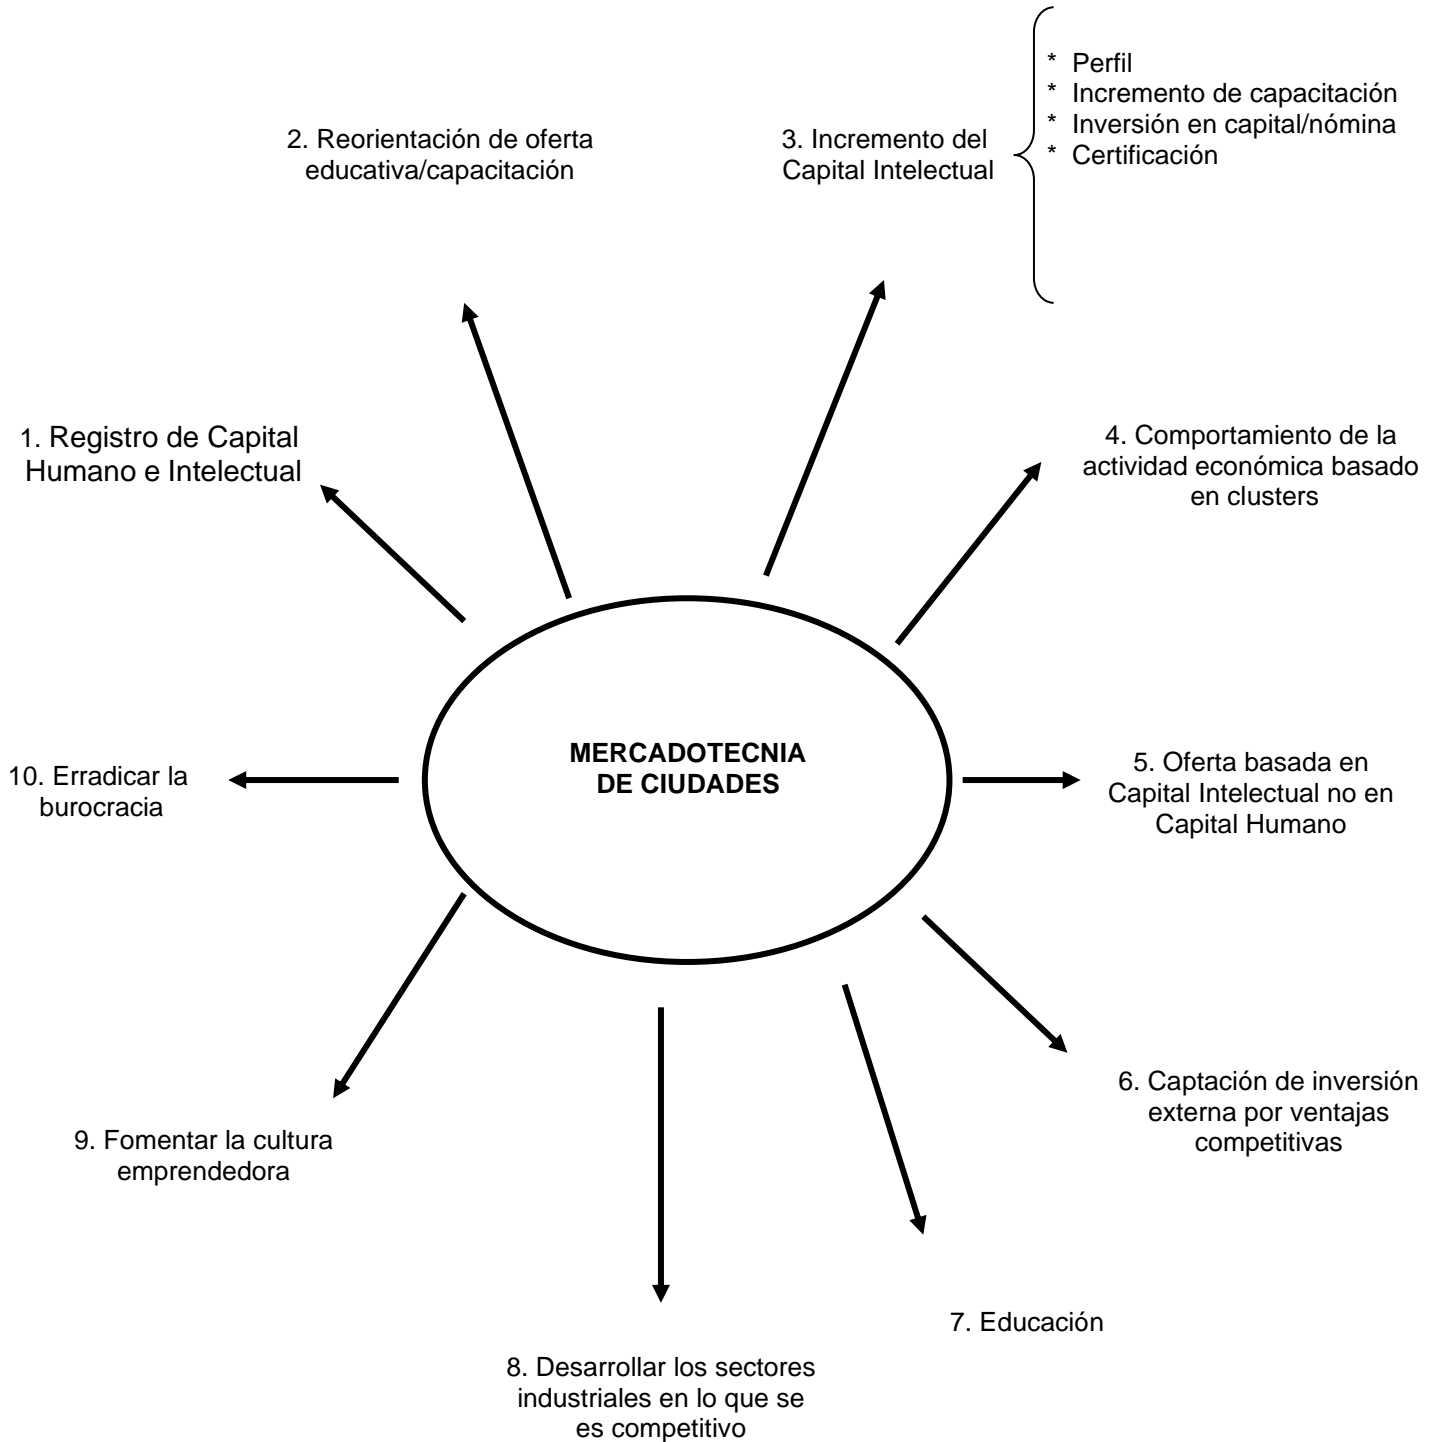 * Perfil
* Incremento de capacitación
* Inversión en capital/nómina
* Certificación
2. Reorientación de oferta
educativa/capacitación
3. Incremento del
Capital Intelectual
1. Registro de Capital
Humano e Intelectual
4. Comportamiento de la
actividad económica basado
en clusters
MERCADOTECNIA
DE CIUDADES
10. Erradicar la
burocracia
5. Oferta basada en
Capital Intelectual no en
Capital Humano
6. Captación de inversión
externa por ventajas
competitivas
9. Fomentar la cultura
emprendedora
7. Educación
8. Desarrollar los sectores
industriales en lo que se
es competitivo